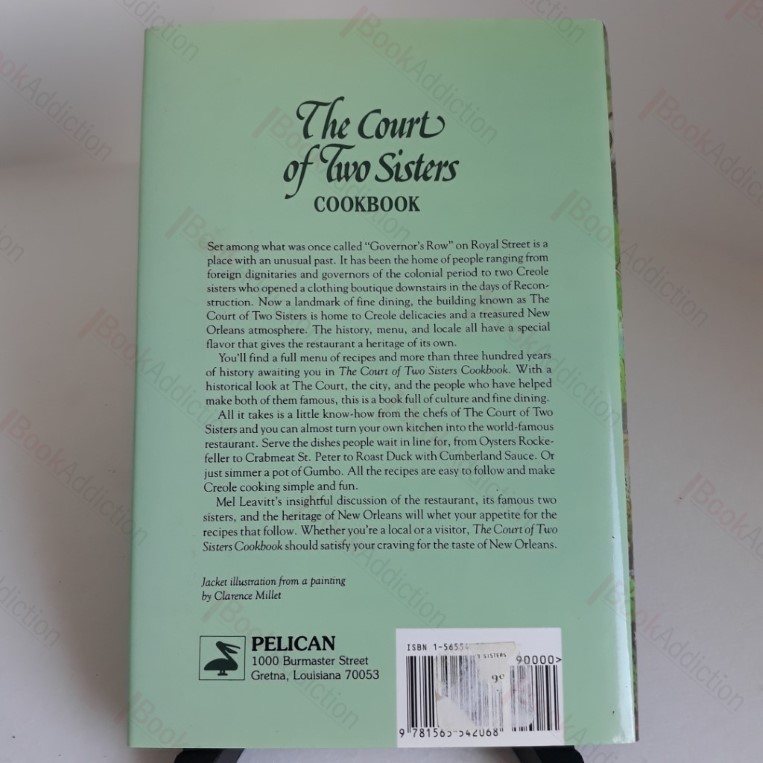 The Court
of Two Sisters
COOKBOOK
Set among what was once called "Governor's Row" on Royal Street is a
place with an unusual past. It has been the home of people ranging from
foreign dignitaries and governors of the colonial period to two Creole
sisters who opened a clothing boutique downstairs in the days of Recon-
struction. Now a landmark of fine dining, the building known as The
Court of Two Sisters is home to Creole delicacies and a treasured New
Orleans atmosphere. The history, menu, and locale all have a special
flavor that gives the restaurant a heritage of its own.
You'll find a full menu of recipes and more than three hundred years
of history awaiting you in The Court of Two Sisters Cookbook. With a
historical look at The Court, the city, and the people who have helped
make both of them famous, this is a book full of culture and fine dining.
All it takes is a little know-how from the chefs of The Court of Two
Sisters and you can almost turn your own kitchen into the world-famous
restaurant. Serve the dishes people wait in line for, from Oysters Rocke-
feller to Crabmeat St. Peter to Roast Duck with Cumberland Sauce. Or
just simmer a pot of Gumbo. All the recipes are easy to follow and make
Creole cooking simple and fun.
Mel Leavitt's insightful discussion of the restaurant, its famous two
sisters, and the heritage of New Orleans will whet your appetite for the
recipes that follow. Whether you're a local or a visitor, The Court of Two
Sisters Cookbook should satisfy your craving for the taste of New Orleans.
Jacket illustration from a painting
by Clarence Millet
PELICAN
1000 Burmaster Street
Gretna, Louisiana 70053
ISBN 1-5655
SISTERS
90000>
9 781565 542068
BookAddiction